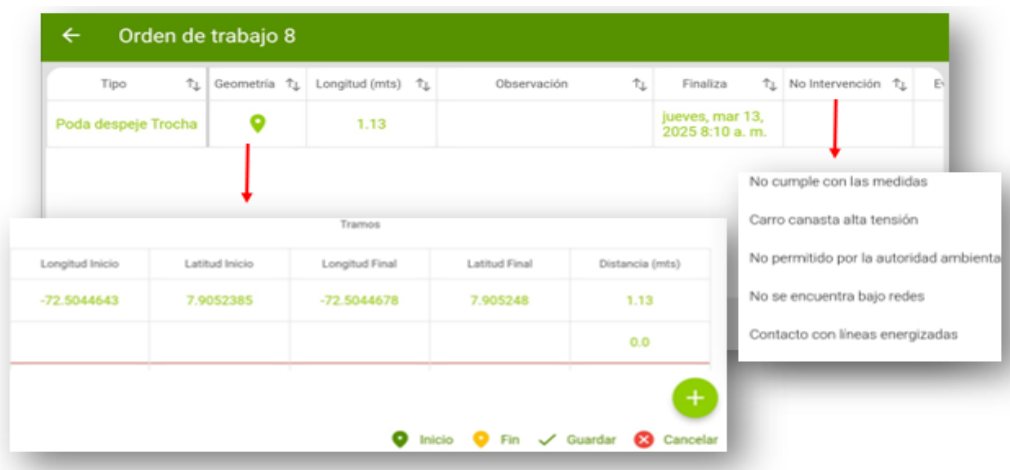 Orden de trabajo 8
Tipo Geometría Longitud (mts) Observación Finaliza No Intervención
Poda despeje Trocha 1.13 jueves, mar 13,
2025 8:10 a. m.
No cumple con las medidas
Carro canasta alta tensión
No permitido por la autoridad ambienta
No se encuentra bajo redes
Contacto con líneas energizadas
Tramos
Longitud Inicio Latitud Inicio Longitud Final Latitud Final Distancia (mts)
-72.5044643 7.9052385 -72.5044678 7.905248 1.13
0.0
Inicio Fin Guardar Cancelar